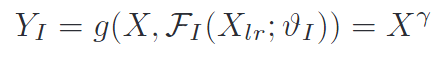 $Y_I = g(X, \mathcal{F}_I(X_{lr}; \vartheta_I)) = X^{\gamma}$